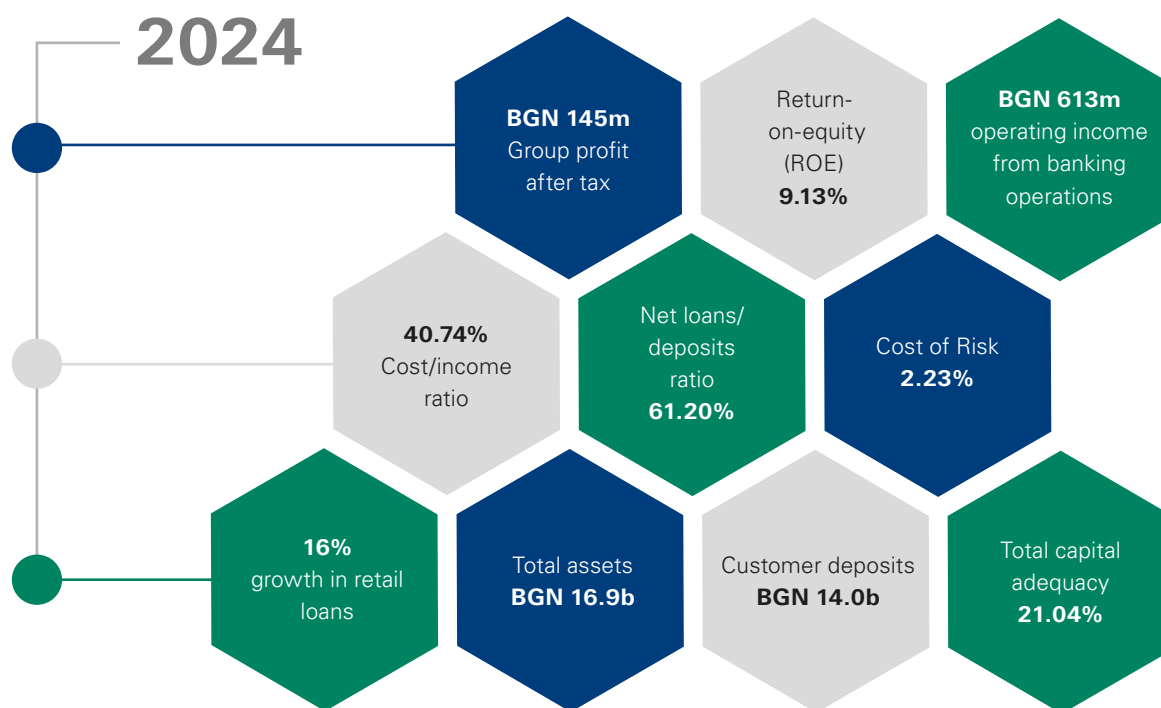 2024
BGN 145m
Group profit
after tax
Return-
on-equity
(ROE)
9.13%
BGN 613m
operating income
from banking
operations
40.74%
Cost/income
ratio
Net loans/
deposits
ratio
61.20%
Cost of Risk
2.23%
16%
growth in retail
loans
Total assets
BGN 16.9b
Customer deposits
BGN 14.0b
Total capital
adequacy
21.04%